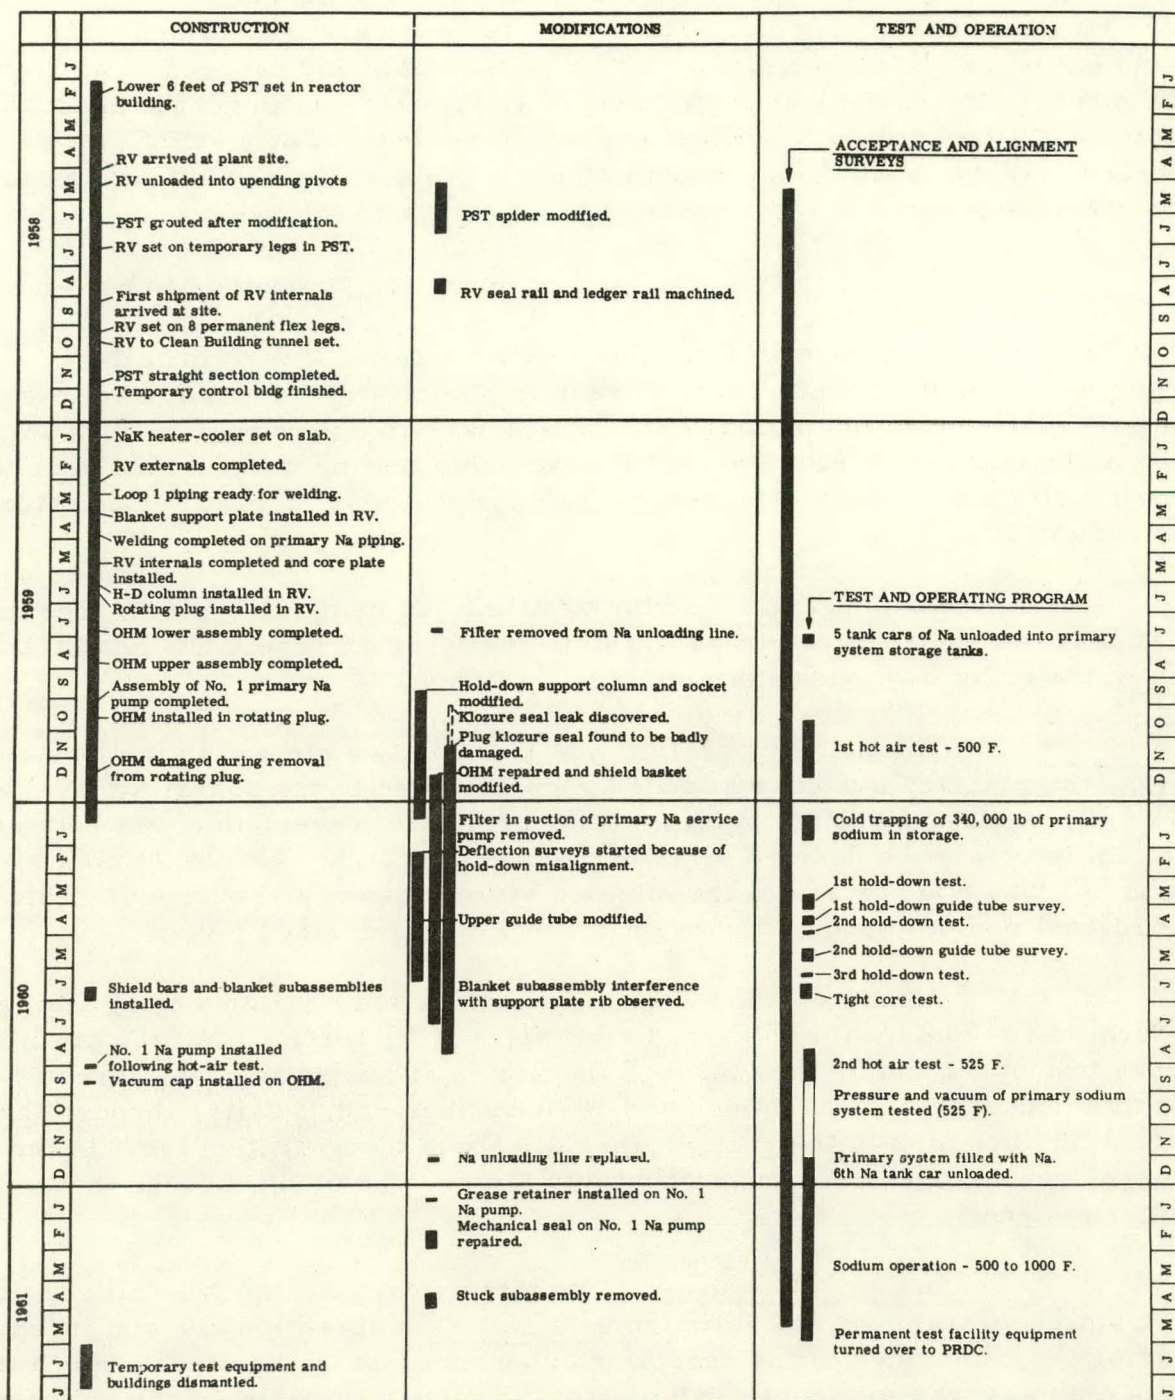 CONSTRUCTION
MODIFICATIONS
TEST AND OPERATION
1958
J
F
M
A
M
J
J
A
S
O
N
D
1959
J
F
M
A
M
J
J
A
S
O
N
D
1960
J
F
M
A
M
J
J
A
S
O
N
D
1961
J
F
M
A
M
J
J
Lower 6 feet of PST set in reactor
building.
RV arrived at plant site.
RV unloaded into upending pivots
PST grouted after modification.
RV set on temporary legs in PST.
First shipment of RV internals
arrived at site.
RV set on 8 permanent flex legs.
RV to Clean Building tunnel set.
PST straight section completed.
Temporary control bldg finished.
NaK heater-cooler set on slab.
RV externals completed.
Loop 1 piping ready for welding.
Blanket support plate installed in RV.
Welding completed on primary Na piping.
RV internals completed and core plate
installed.
H-D column installed in RV.
Rotating plug installed in RV.
OHM lower assembly completed.
OHM upper assembly completed.
Assembly of No. 1 primary Na
pump completed.
OHM installed in rotating plug.
OHM damaged during removal
from rotating plug.
Shield bars and blanket subassemblies
installed.
No. 1 Na pump installed
following hot-air test.
Vacuum cap installed on OHM.
Temporary test equipment and
buildings dismantled.
PST spider modified.
RV seal rail and ledger rail machined.
Filter removed from Na unloading line.
Hold-down support column and socket
modified.
Klozure seal leak discovered.
Plug klozure seal found to be badly
damaged.
OHM repaired and shield basket
modified.
Filter in suction of primary Na service
pump removed.
Deflection surveys started because of
hold-down misalignment.
Upper guide tube modified.
Blanket subassembly interference
with support plate rib observed.
Na unloading line replaced.
Grease retainer installed on No. 1
Na pump.
Mechanical seal on No. 1 Na pump
repaired.
Stuck subassembly removed.
ACCEPTANCE AND ALIGNMENT
SURVEYS
TEST AND OPERATING PROGRAM
5 tank cars of Na unloaded into primary
system storage tanks.
1st hot air test - 500 F.
Cold trapping of 340,000 lb of primary
sodium in storage.
1st hold-down test.
1st hold-down guide tube survey.
2nd hold-down test.
2nd hold-down guide tube survey.
3rd hold-down test.
Tight core test.
2nd hot air test - 525 F.
Pressure and vacuum of primary sodium
system tested (525 F).
Primary system filled with Na.
6th Na tank car unloaded.
Sodium operation - 500 to 1000 F.
Permanent test facility equipment
turned over to PRDC.
J
F
M
A
M
J
J
A
S
O
N
D
J
F
M
A
M
J
J
A
S
O
N
D
J
F
M
A
M
J
J
A
S
O
N
D
J
F
M
A
M
J
J